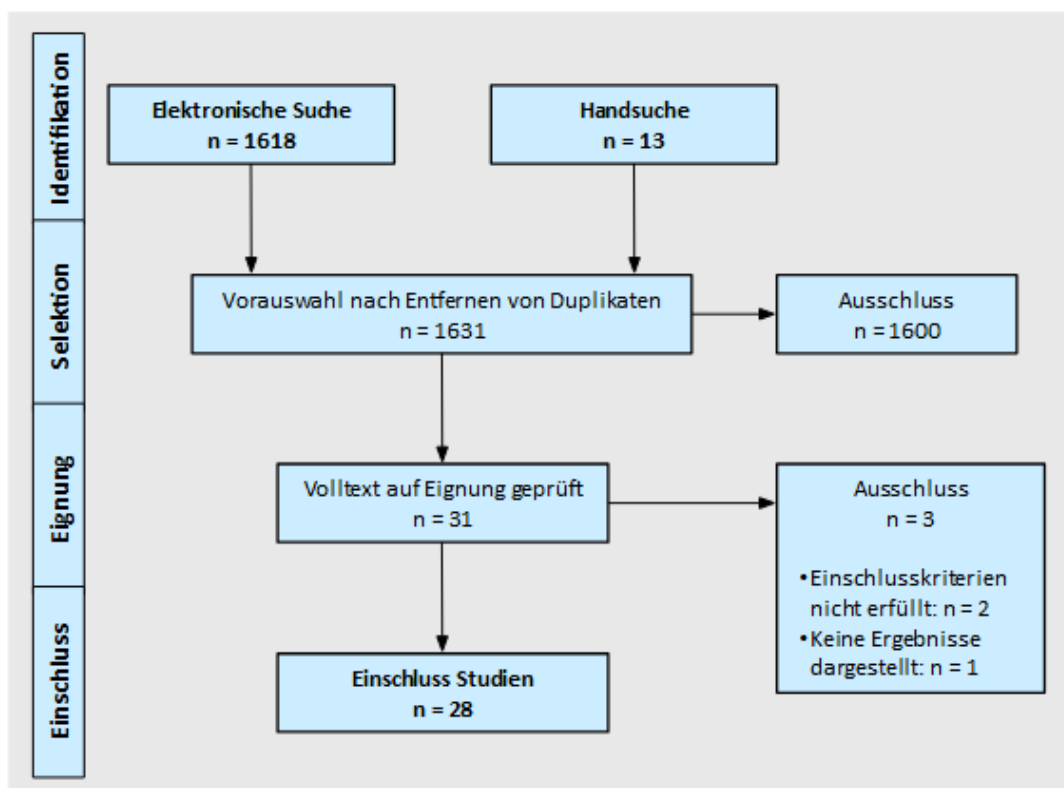 Identifikation
Elektronische Suche
n = 1618
Handsuche
n = 13
Selektion
Vorauswahl nach Entfernen von Duplikaten
n = 1631
Ausschluss
n =1600
Eignung
Volltext auf Eignung geprüft
n = 31
Ausschluss
n = 3
•Einschlusskriterien
nicht erfüllt: n = 2
•Keine Ergebnisse
dargestellt: n = 1
Einschluss
Einschluss Studien
n = 28